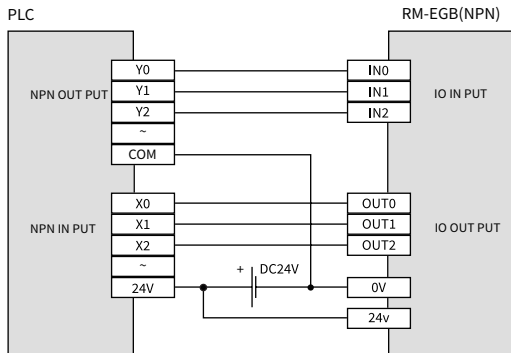 PLC
RM-EGB(NPN)
Y0
IN0
NPN OUT PUT
Y1
IN1
IO IN PUT
Y2
IN2
~
COM
X0
OUT0
NPN IN PUT
X1
OUT1
IO OUT PUT
X2
OUT2
~
+ DC24V
24V
0V
24v